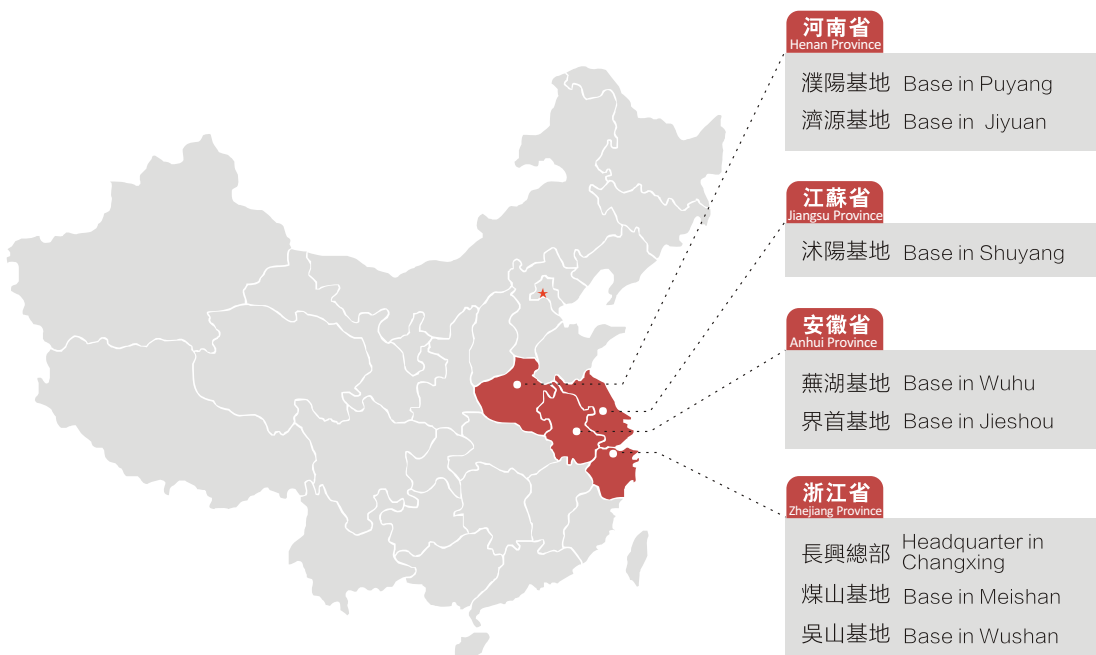 河南省
Henan Province
濮陽基地 Base in Puyang
濟源基地 Base in Jiyuan
江蘇省
Jiangsu Province
沭陽基地 Base in Shuyang
安徽省
Anhui Province
蕪湖基地 Base in Wuhu
界首基地 Base in Jieshou
浙江省
Zhejiang Province
長興總部 Headquarter in
Changxing
煤山基地 Base in Meishan
吳山基地 Base in Wushan